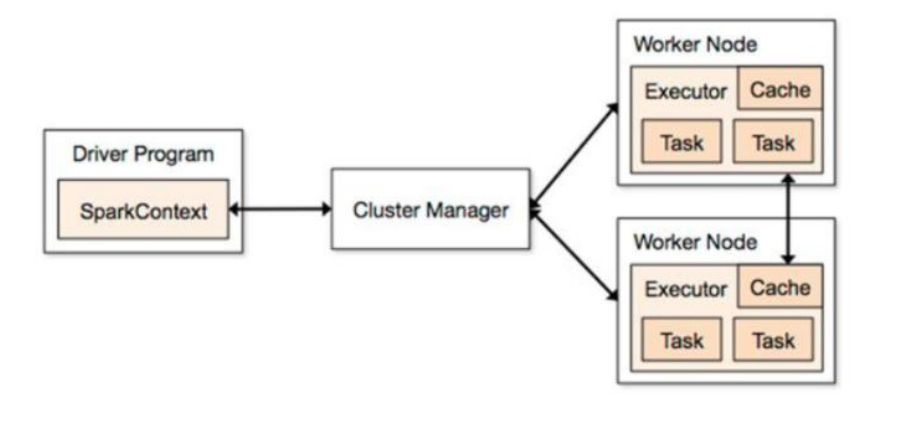 Driver Program
SparkContext
Cluster Manager
Worker Node
Executor
Cache
Task
Task
Worker Node
Executor
Cache
Task
Task